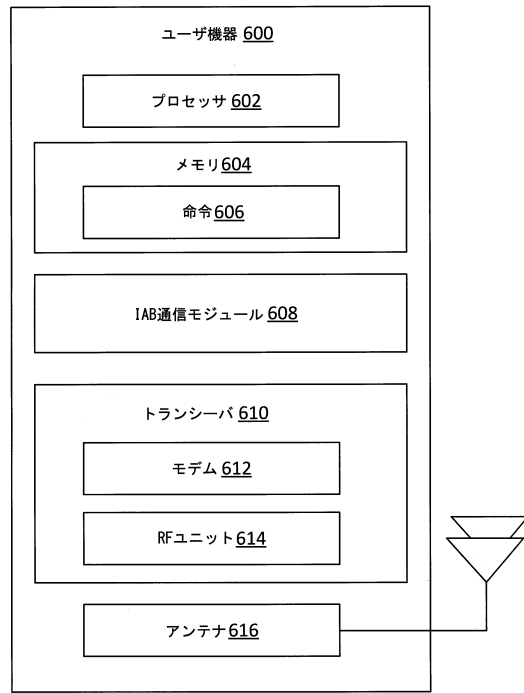 ユーザ機器 600
プロセッサ602
メモリ604
命令606
IAB通信モジュール 608
トランシーバ 610
モデム 612
RFユニット614
アンテナ 616